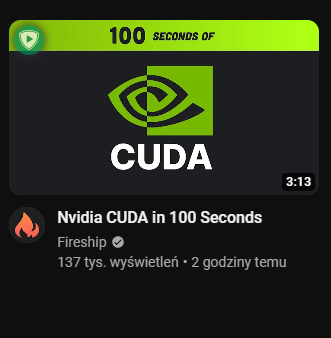 100 SECONDS OF
CUDA
3:13
Nvidia CUDA in 100 Seconds
Fireship
137 tys. wyświetleń • 2 godziny temu